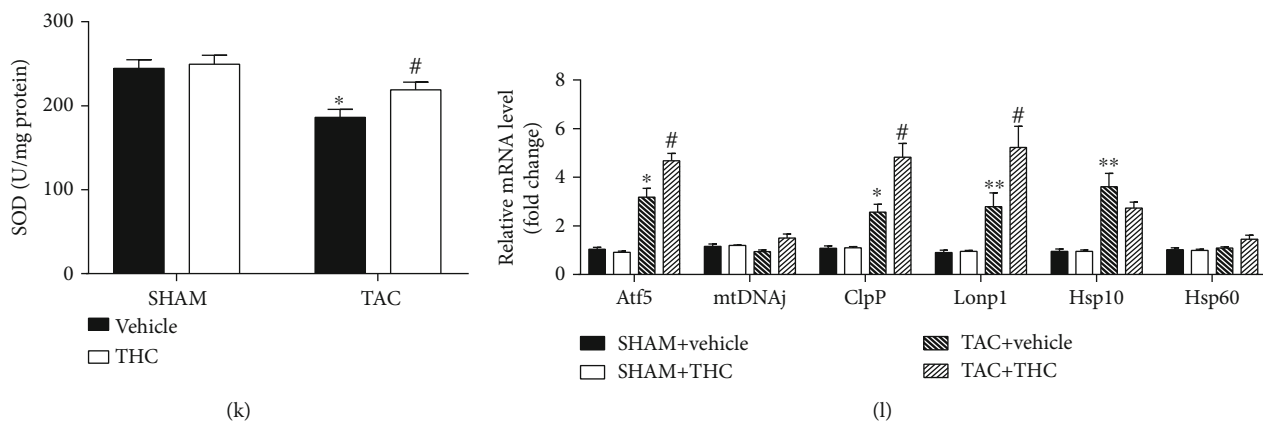 SOD (U/mg protein)
300
200
100
0
*
#
SHAM
TAC
Vehicle
THC
(k)
Relative mRNA level
(fold change)
8
6
4
2
0
*
#
*
#
**
#
**
Atf5
mtDNAj
ClpP
Lonp1
Hsp10
Hsp60
SHAM+vehicle
SHAM+THC
TAC+vehicle
TAC+THC
(l)